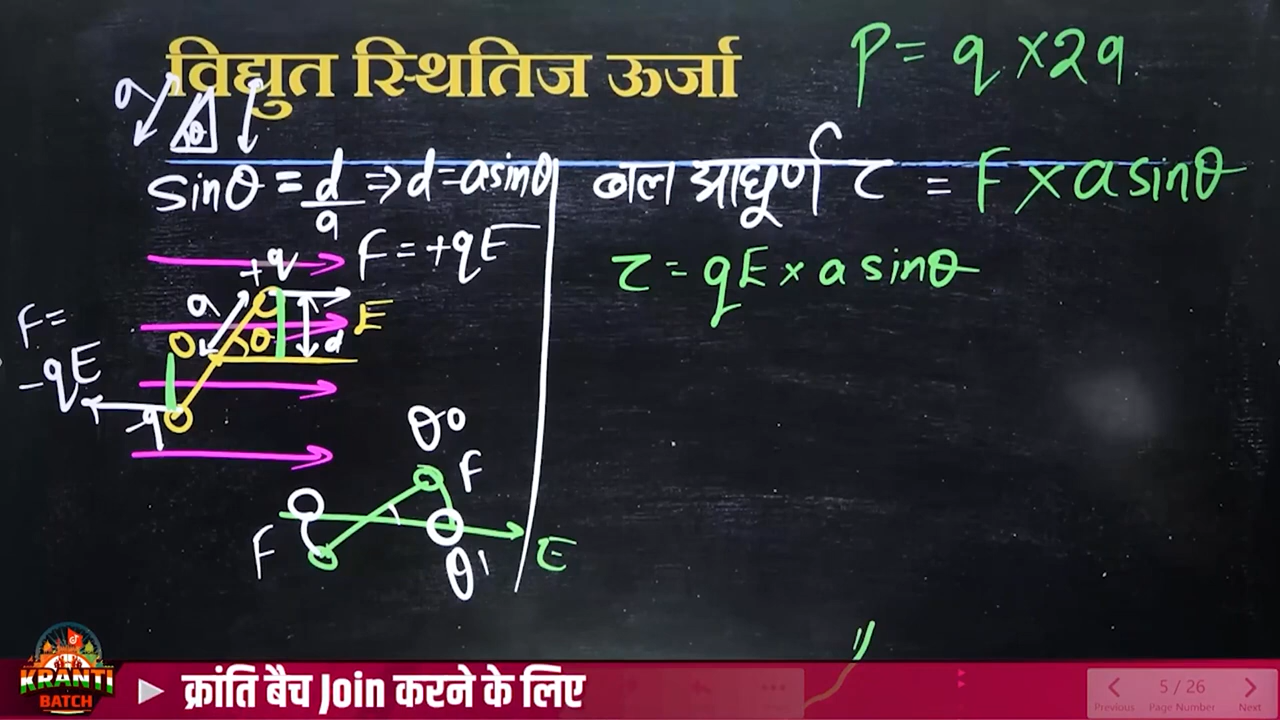 विद्युत स्थितिज ऊर्जा
P = q × 2a
a
θ
sinθ = d/a ⇒ d = a sinθ
बल आघूर्ण τ = F × a sinθ
τ = qE × a sinθ
+q
F = +qE
a
E
θ
d
F =
-qE
-q
θ°
F
F
θ'
E
KRANTI
BATCH
क्रांति बैच Join करने के लिए
5 / 26
Previous Page Number Next